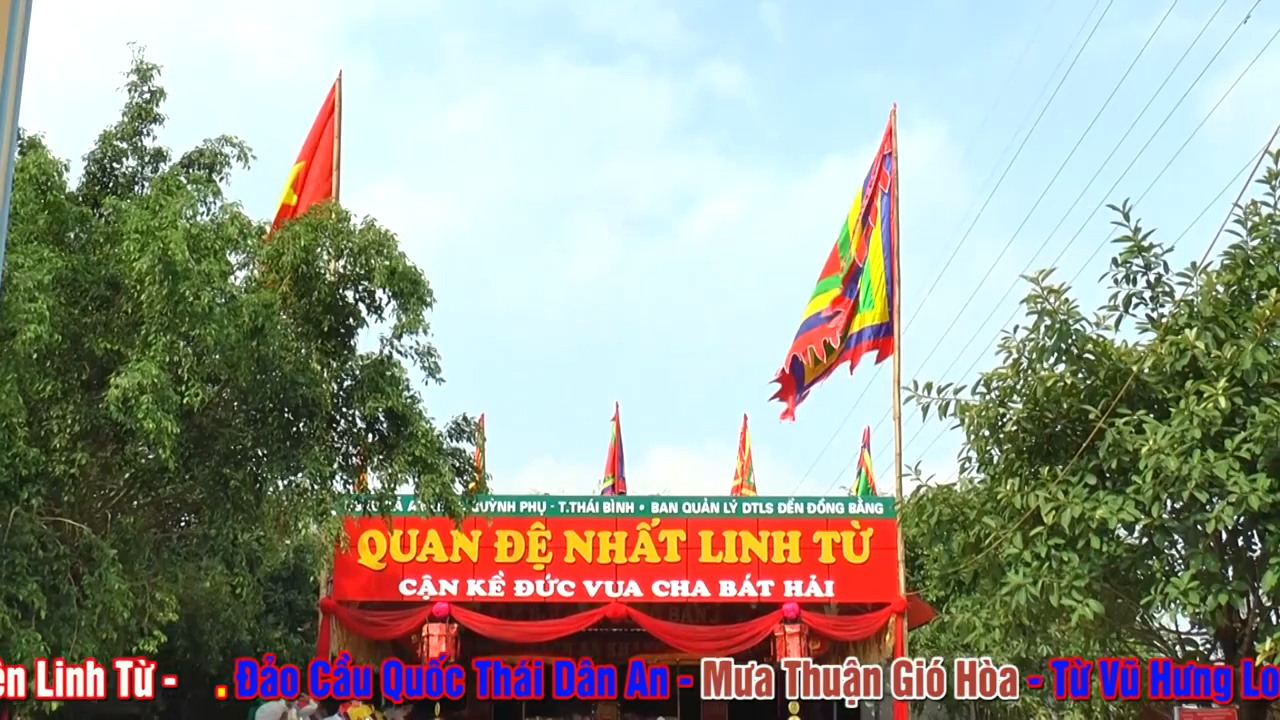 QUỲNH PHỤ - T.THÁI BÌNH • BAN QUẢN LÝ DTLS ĐỀN ĐỒNG BẰNG
QUAN ĐỆ NHẤT LINH TỪ
CẬN KỀ ĐỨC VUA CHA BÁT HẢI
Linh Từ - . Đảo Cầu Quốc Thái Dân An - Mưa Thuận Gió Hòa - Từ Vũ Hưng